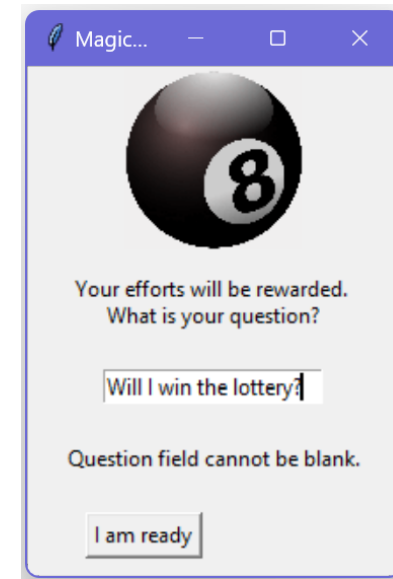 Magic...
8
Your efforts will be rewarded.
What is your question?
Will I win the lottery?
Question field cannot be blank.
I am ready